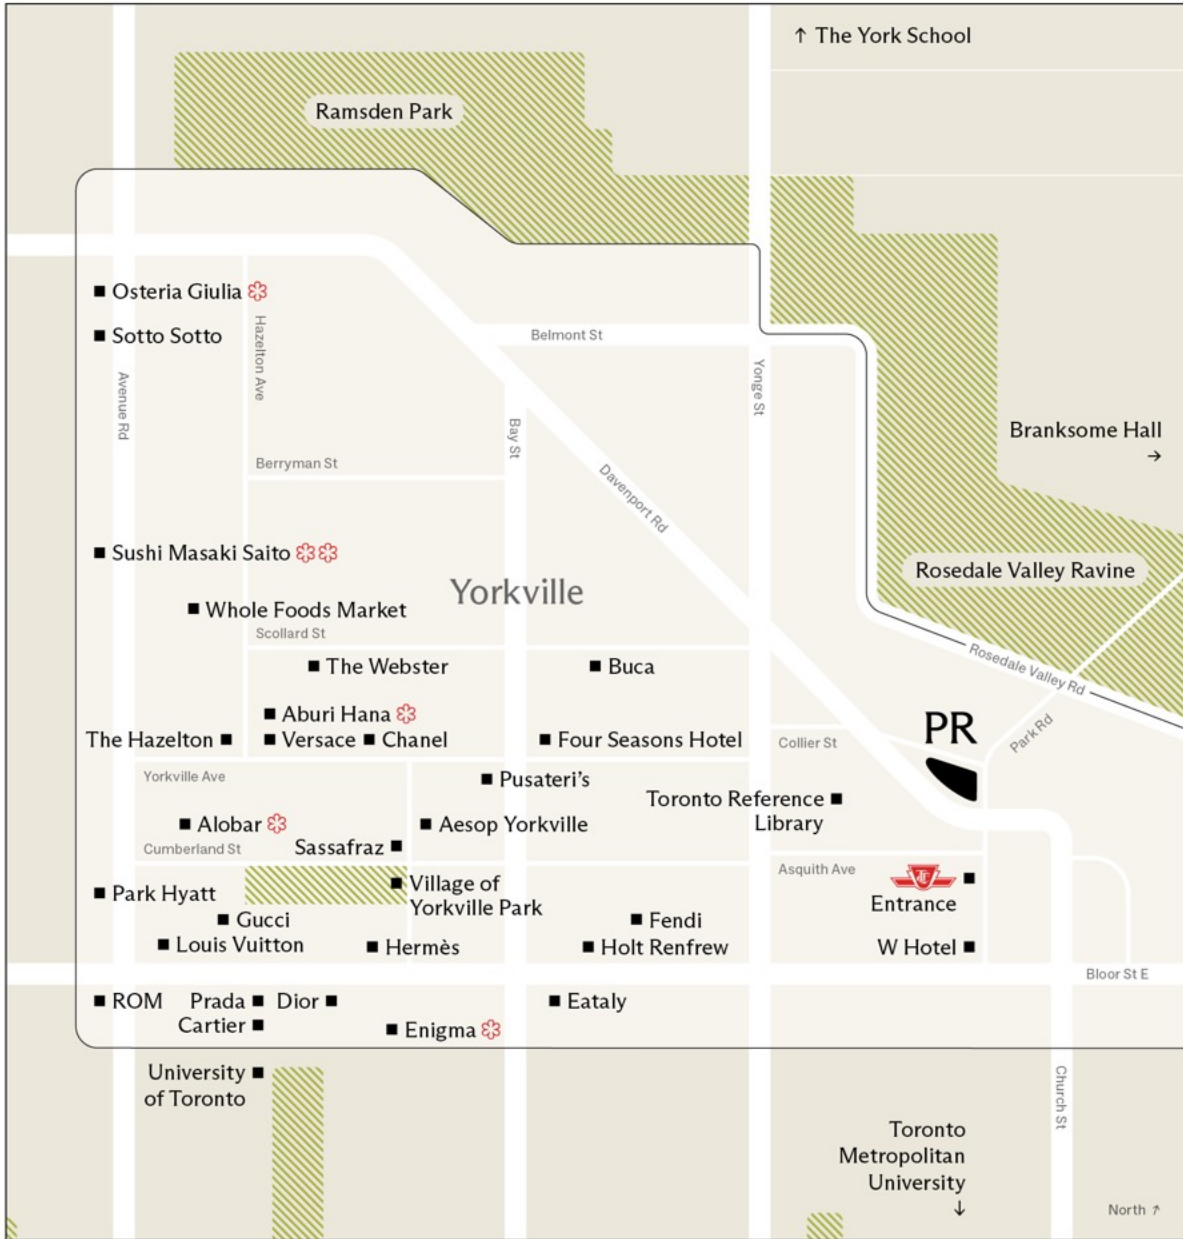 ↑ The York School
Ramsden Park
Osteria Giulia
Hazelton Ave
Sotto Sotto
Belmont St
Avenue Rd
Yonge St
Bay St
Branksome Hall
→
Berryman St
Davenport Rd
Sushi Masaki Saito
Rosedale Valley Ravine
Yorkville
Whole Foods Market
Scollard St
The Webster
Buca
Rosedale Valley Rd
Aburi Hana
PR
Park Rd
The Hazelton
Versace
Chanel
Four Seasons Hotel
Collier St
Yorkville Ave
Pusateri's
Toronto Reference
Library
Alobar
Aesop Yorkville
Cumberland St
Sassafraz
Asquith Ave
TTC
Entrance
Park Hyatt
Village of
Yorkville Park
Gucci
Fendi
Louis Vuitton
Hermès
Holt Renfrew
W Hotel
Bloor St E
ROM
Prada
Dior
Eataly
Cartier
Enigma
University
of Toronto
Church St
Toronto
Metropolitan
University
↓
North ↑